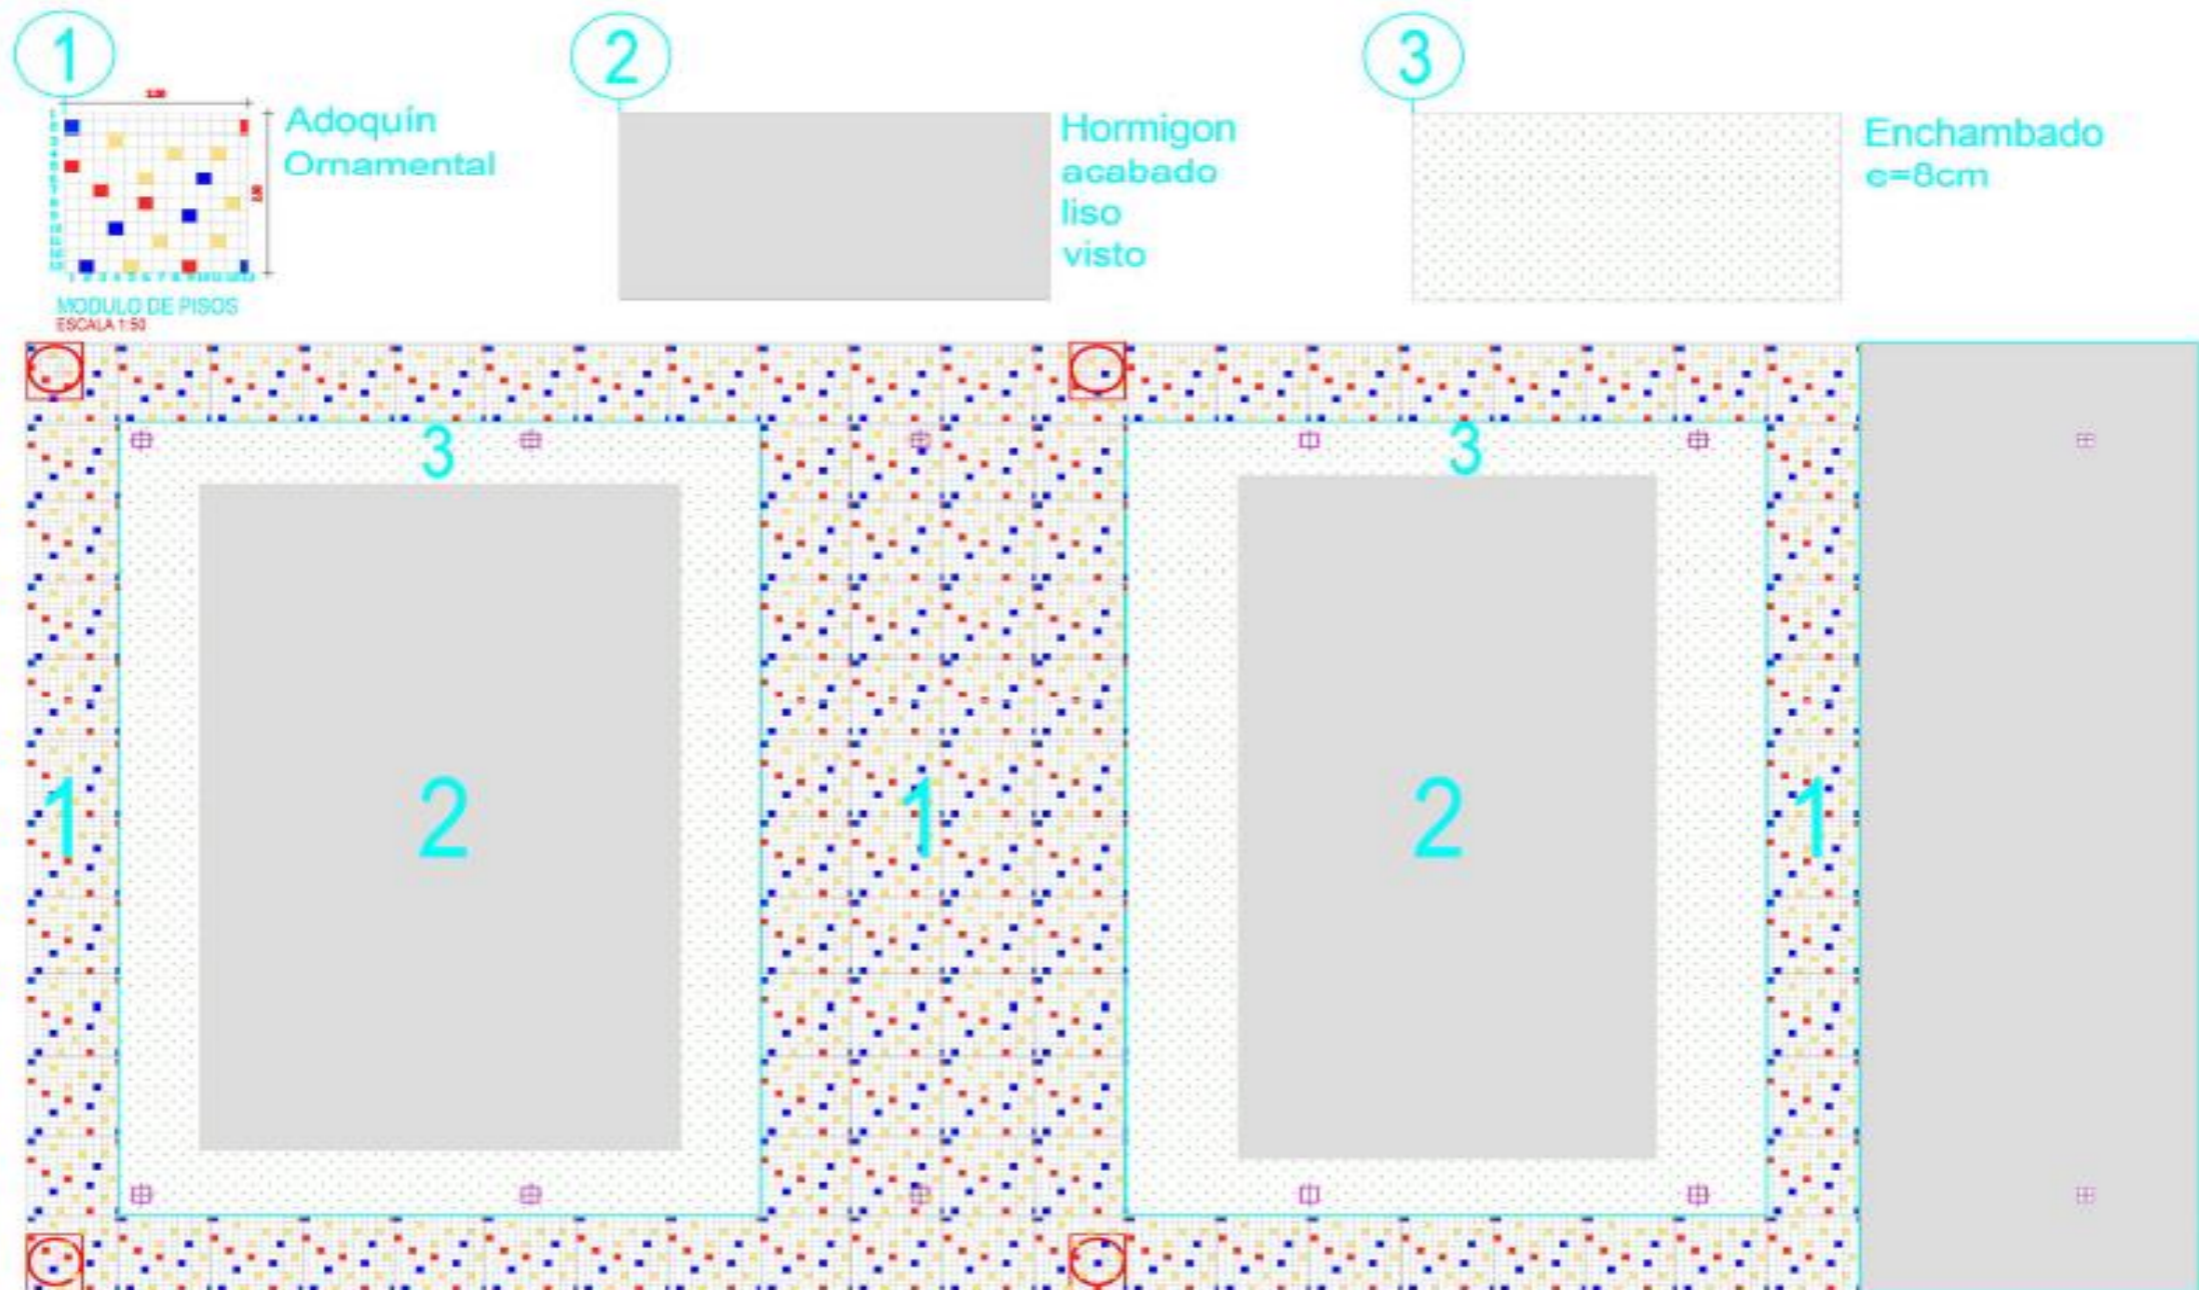 1
2
3
Adoquín
Ornamental
Hormigon
acabado
liso
visto
Enchambado
e=8cm
MODULO DE PISOS
ESCALA 1:50
3
3
1
2
1
2
1